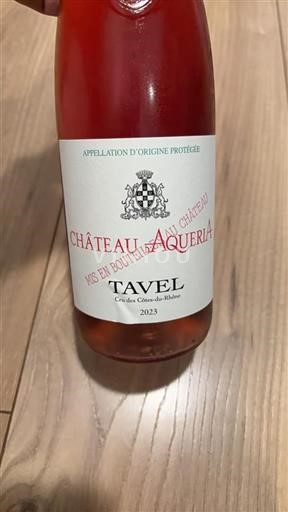 APPELLATION D'ORIGINE PROTÉGÉE
CHÂTEAU AQUERIA
MIS EN BOUTEILLE AU CHÂTEAU
TAVEL
Cru des Côtes-du-Rhône
2023